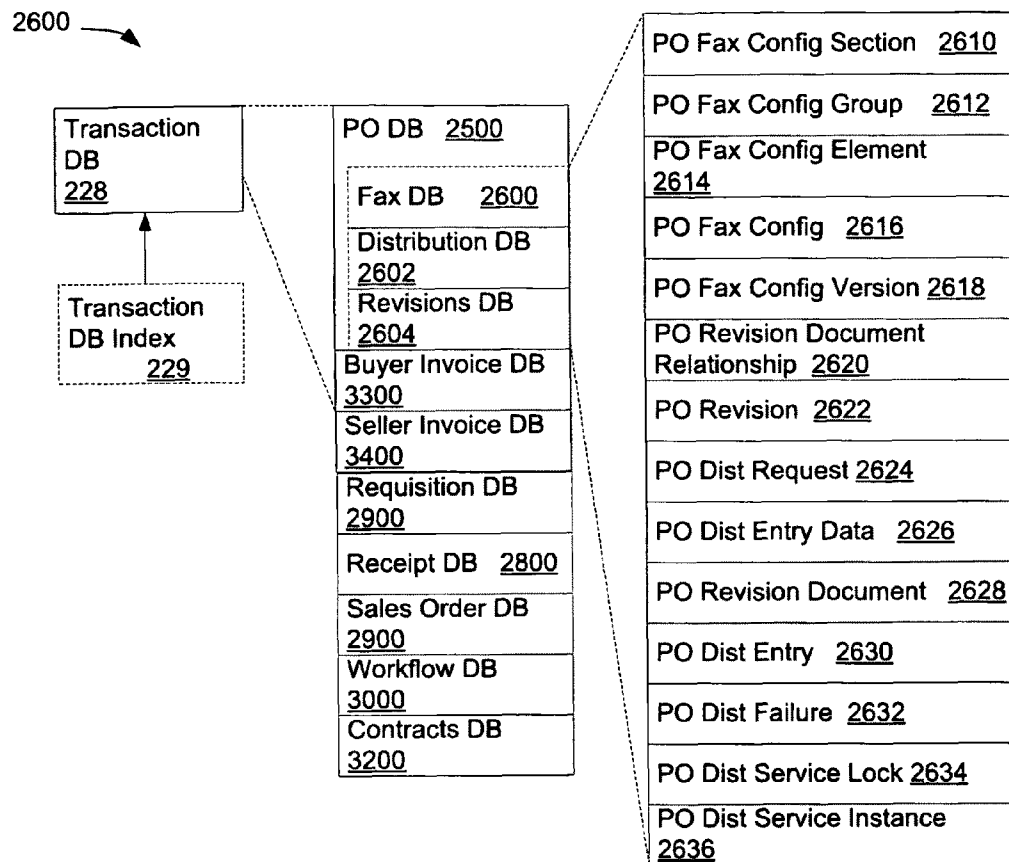 2600
Transaction
DB
228
Transaction
DB Index
229
PO DB 2500
Fax DB 2600
Distribution DB
2602
Revisions DB
2604
Buyer Invoice DB
3300
Seller Invoice DB
3400
Requisition DB
2900
Receipt DB 2800
Sales Order DB
2900
Workflow DB
3000
Contracts DB
3200
PO Fax Config Section 2610
PO Fax Config Group 2612
PO Fax Config Element
2614
PO Fax Config 2616
PO Fax Config Version 2618
PO Revision Document
Relationship 2620
PO Revision 2622
PO Dist Request 2624
PO Dist Entry Data 2626
PO Revision Document 2628
PO Dist Entry 2630
PO Dist Failure 2632
PO Dist Service Lock 2634
PO Dist Service Instance
2636